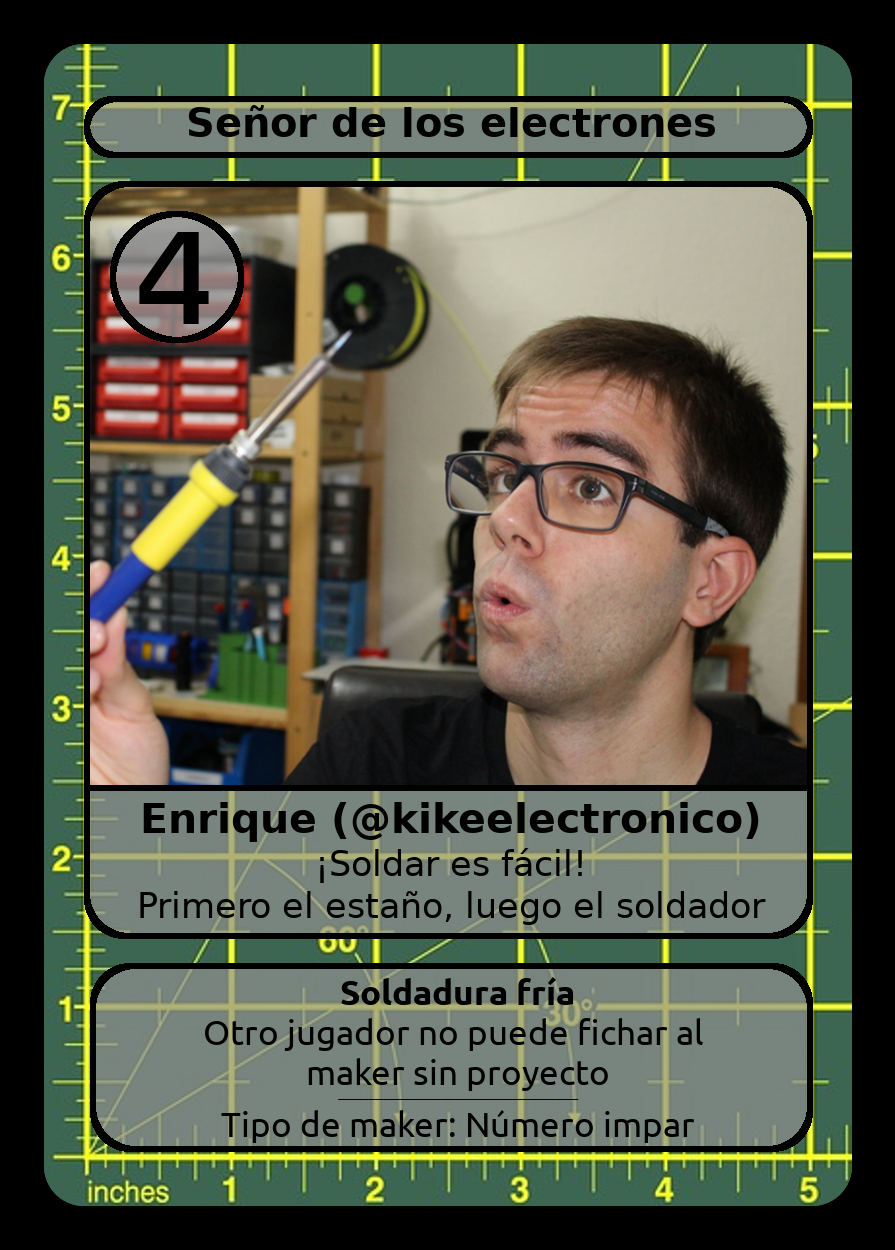 7
Señor de los electrones
4
6
5
5
4
3
Enrique (@kikeelectronico)
¡Soldar es fácil!
2
Primero el estaño, luego el soldador
60°
Soldadura fría
1
30°
Otro jugador no puede fichar al
maker sin proyecto
Tipo de maker: Número impar
inches 1 2 3 4 5